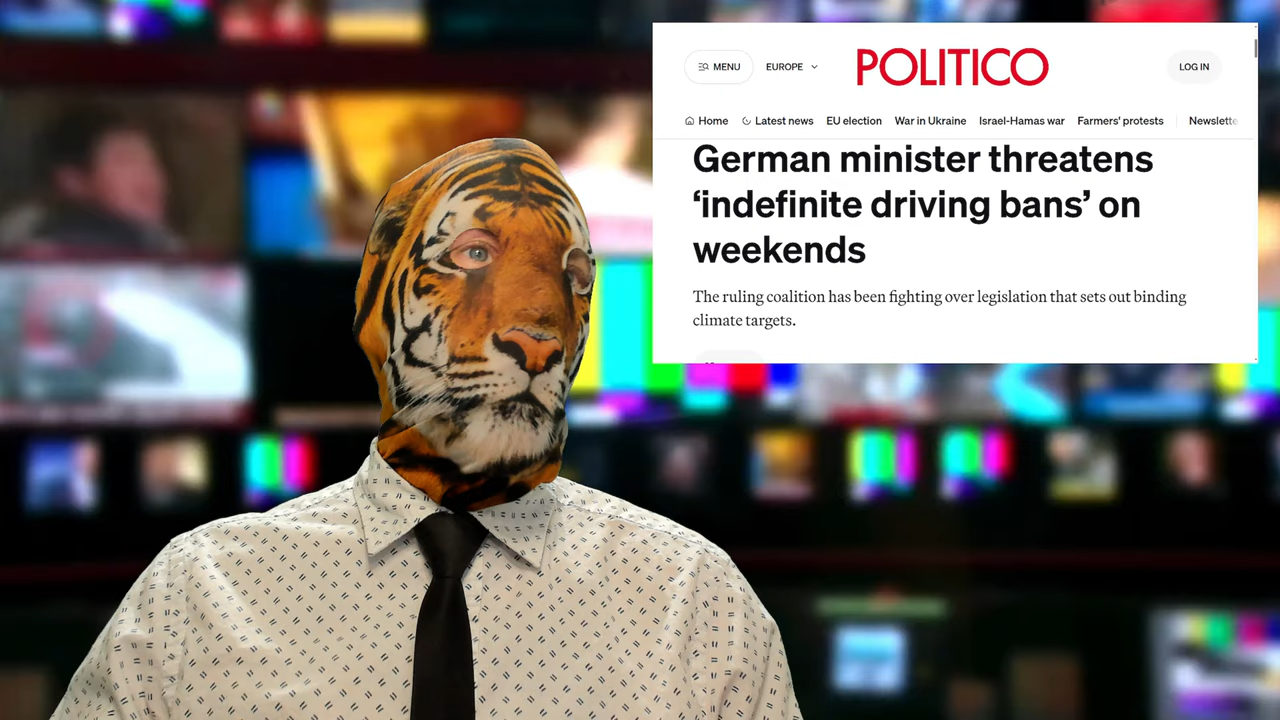 MENU
EUROPE
POLITICO
LOG IN
Home
Latest news
EU election
War in Ukraine
Israel-Hamas war
Farmers' protests
Newslette
German minister threatens
‘indefinite driving bans’ on
weekends
The ruling coalition has been fighting over legislation that sets out binding
climate targets.